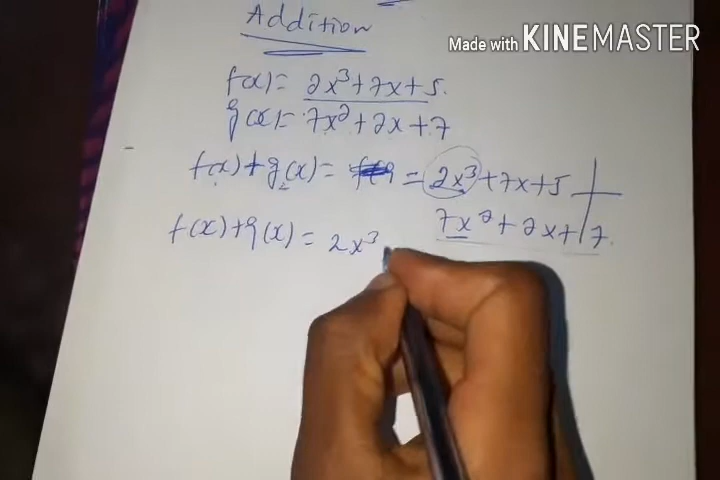 Addition
Made with KINEMASTER
f(x) = 2x³ + 7x + 5.
g(x) = 7x² + 2x + 7
f(x) + g(x) = = 2x³ + 7x + 5 +
7x² + 2x + 7.
f(x) + g(x) = 2x³